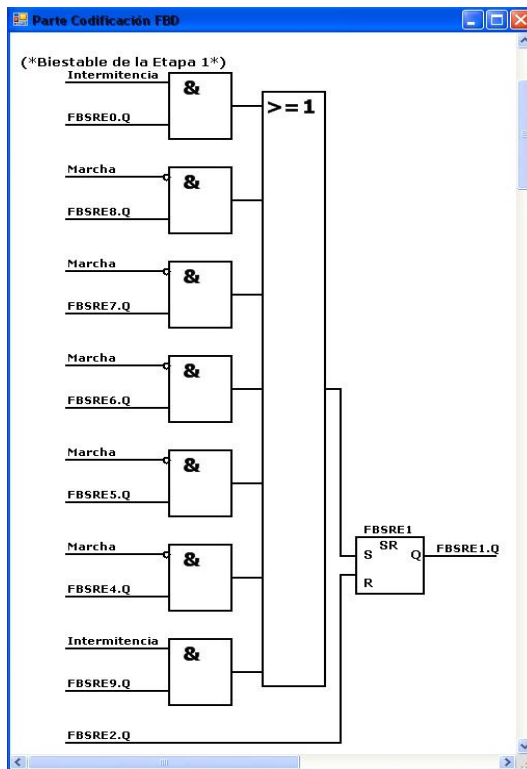 Parte Codificación FBD
(*Biestable de la Etapa 1*)
Intermitencia
&
>=1
FBSRE0.Q
Marcha
&
FBSRE8.Q
Marcha
&
FBSRE7.Q
Marcha
&
FBSRE6.Q
Marcha
&
FBSRE5.Q
Marcha
&
FBSRE4.Q
FBSRE1
SR
S
Q
FBSRE1.Q
R
Intermitencia
&
FBSRE9.Q
FBSRE2.Q